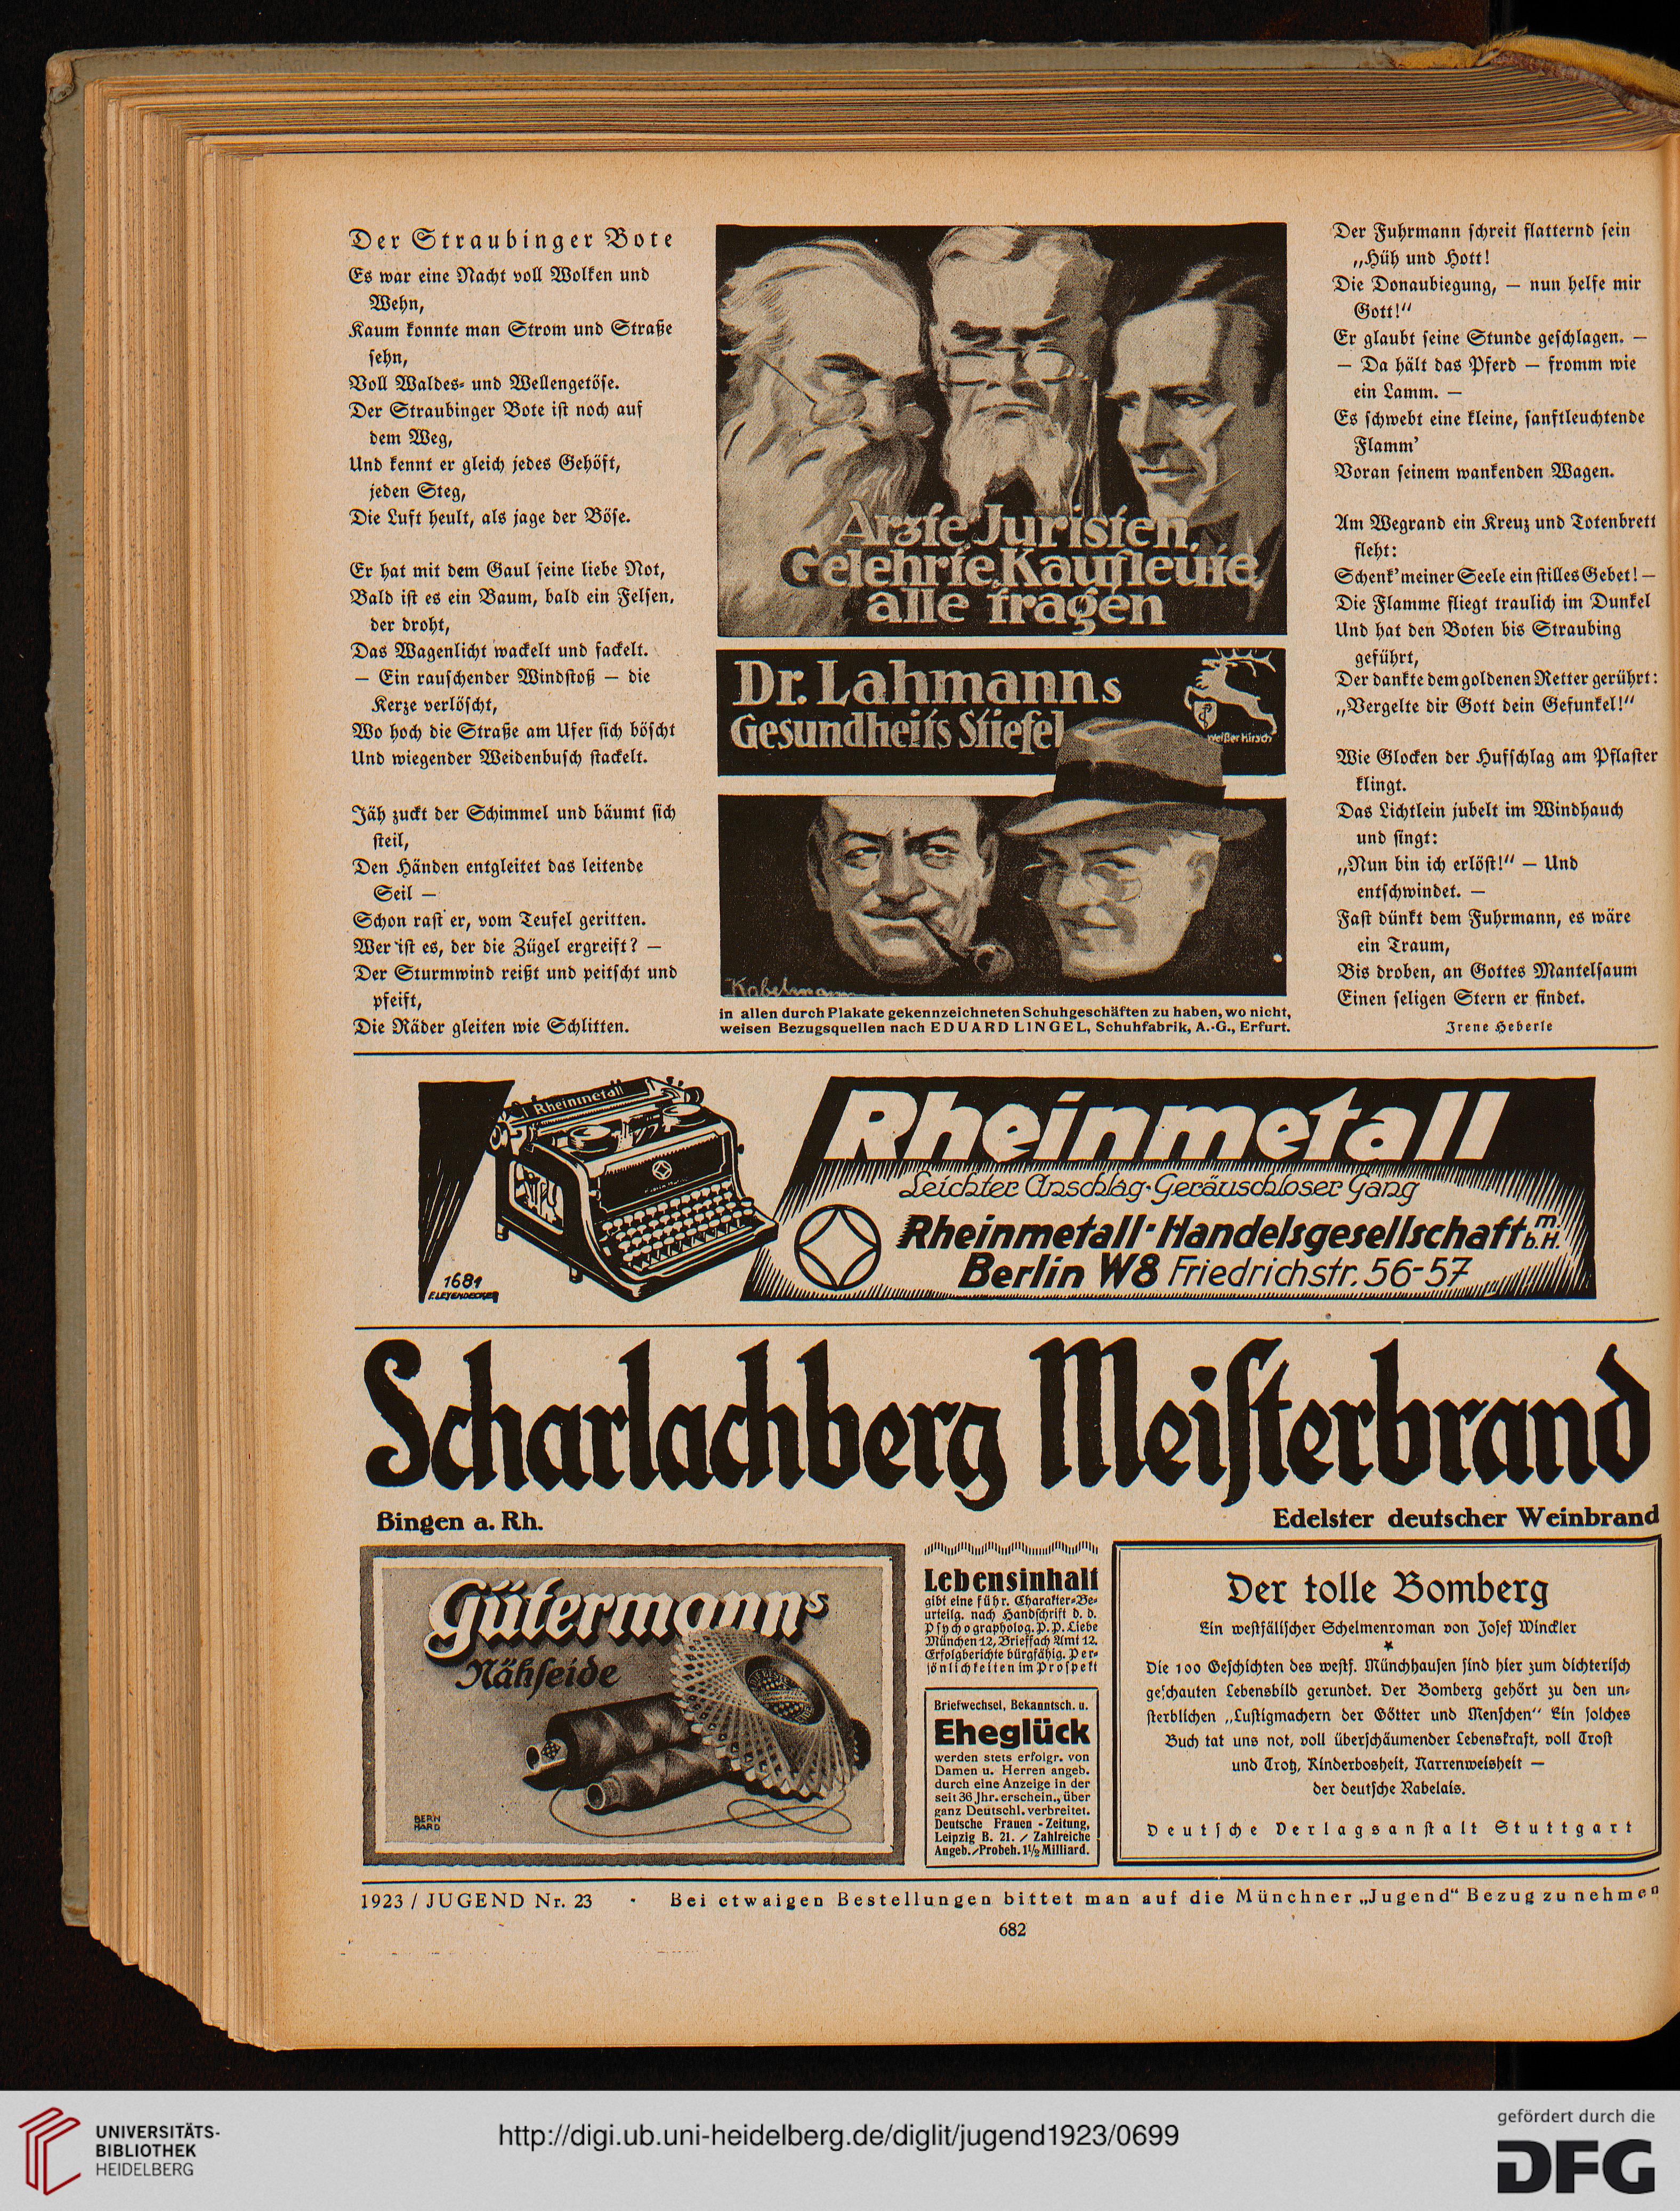 Der Straubinger Bote
Es war eine Nacht voll Wolken und
Wehn,
Kaum konnte man Strom und Straße
sehn,
Voll Waldes- und Wellengetöse.
Der Straubinger Bote ist noch auf
dem Weg,
Und kennt er gleich jedes Gehöft,
jeden Steg,
Die Luft heult, als jage der Böse.
Er hat mit dem Gaul seine liebe Not,
Bald ist es ein Baum, bald ein Felsen,
der droht,
Das Wagenlicht wackelt und fackelt.
— Ein rauschender Windstoß — die
Kerze verlöscht,
Wo hoch die Straße am Ufer sich böscht
Und wiegender Weidenbusch stackelt.
Jäh zuckt der Schimmel und bäumt sich
steil,
Den Händen entgleitet das leitende
Seil —
Schon rast er, vom Teufel geritten.
Wer ist es, der die Zügel ergreift? —
Der Sturmwind reißt und peitscht und
pfeift,
Die Räder gleiten wie Schlitten.
Ärzte, Juristen,
Gelehrte, Kaufleute,
alle fragen
Dr. Lahmanns
Gesundheits Stiefel
weißer Hirsch
Kabelmann
in allen durch Plakate gekennzeichneten Schuhgeschäften zu haben, wo nicht,
weisen Bezugsquellen nach EDUARD LINGEL, Schuhfabrik, A.-G., Erfurt.
Der Fuhrmann schreit flatternd sein
„Hüh und Hott!
Die Donaubiegung, — nun helfe mir
Gott!“
Er glaubt seine Stunde geschlagen. —
— Da hält das Pferd — fromm wie
ein Lamm. —
Es schwebt eine kleine, sanftleuchtende
Flamm'
Voran seinem wankenden Wagen.
Am Wegrand ein Kreuz und Totenbrett
fleht:
Schenk' meiner Seele ein stilles Gebet! —
Die Flamme fliegt traulich im Dunkel
Und hat den Boten bis Straubing
geführt,
Der dankte dem goldenen Retter gerührt:
„Vergelte dir Gott dein Gefunkel!“
Wie Glocken der Hufschlag am Pflaster
klingt.
Das Lichtlein jubelt im Windhauch
und singt:
„Nun bin ich erlöst!“ — Und
entschwindet. —
Fast dünkt dem Fuhrmann, es wäre
ein Traum,
Bis droben, an Gottes Mantelsaum
Einen seligen Stern er findet.
Irene Heberle
Rheinmetall
1681
F. LEYENDECKER
Rheinmetall
Leichter Anschlag · Geräuschloser Gang
Rheinmetall-Handelsgesellschaft m. b. H.
Berlin W8 Friedrichstr. 56-57
Scharlachberg Meisterbrand
Bingen a. Rh.
Edelster deutscher Weinbrand
Gütermanns
Nähseide
BERN
HARD
Lebensinhalt
gibt eine führ. Charakter-Be-
urteilg. nach Handschrift d. d.
Psychographolog. P. P. Liebe
München 12, Brieffach Amt 12.
Erfolgberichte bürgfähig. Per-
sönlichkeiten im Prospekt
Briefwechsel, Bekanntsch. u.
Eheglück
werden stets erfolgr. von
Damen u. Herren angeb.
durch eine Anzeige in der
seit 36 Jhr. erschein., über
ganz Deutschl. verbreitet.
Deutsche Frauen-Zeitung,
Leipzig B. 21. / Zahlreiche
Angeb. / Probeh. 1½ Milliard.
Der tolle Bomberg
Ein westfälischer Schelmenroman von Josef Winckler
*
Die 100 Geschichten des westf. Münchhausen sind hier zum dichterisch
geschauten Lebensbild gerundet. Der Bomberg gehört zu den un-
sterblichen „Lustigmachern der Götter und Menschen“ Ein solches
Buch tat uns not, voll überschäumender Lebenskraft, voll Trost
und Trotz, Kinderbosheit, Narrenweisheit —
der deutsche Rabelais.
Deutsche Verlagsanstalt Stuttgart
1923 / JUGEND Nr. 23 · Bei etwaigen Bestellungen bittet man auf die Münchner „Jugend“ Bezug zu nehmen
682
UNIVERSITÄTS-
BIBLIOTHEK
HEIDELBERG
http://digi.ub.uni-heidelberg.de/diglit/jugend1923/0699
gefördert durch die
DFG